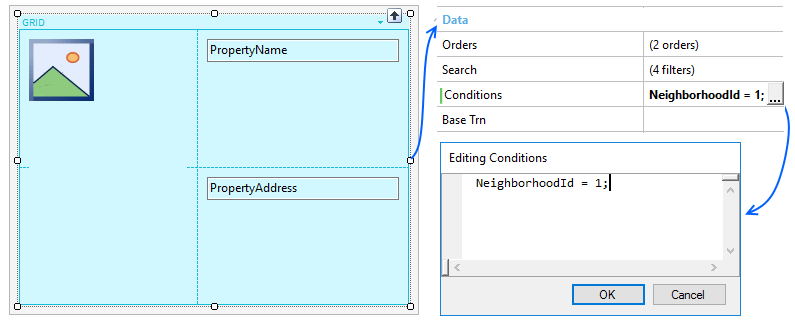 GRID
PropertyName
PropertyAddress
Data
Orders (2 orders)
Search (4 filters)
Conditions NeighborhoodId = 1; ...
Base Trn
Editing Conditions
NeighborhoodId = 1;
OK Cancel